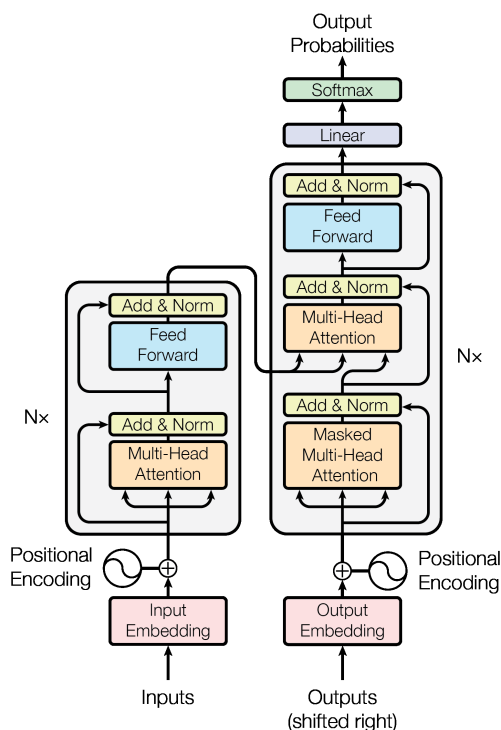 Output
Probabilities
Softmax
Linear
Add & Norm
Feed
Forward
Add & Norm
Multi-Head
Attention
Add & Norm
Masked
Multi-Head
Attention
N×
Add & Norm
Feed
Forward
Add & Norm
Multi-Head
Attention
N×
Positional
Encoding
Positional
Encoding
Input
Embedding
Output
Embedding
Inputs
Outputs
(shifted right)